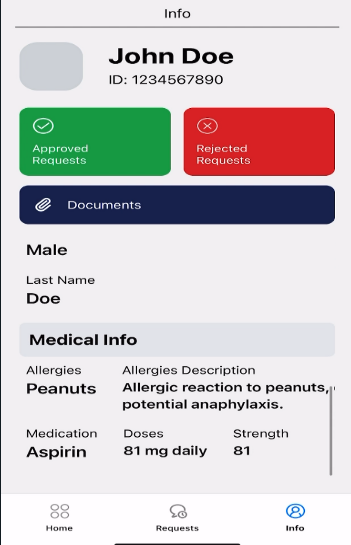 Info
John Doe
ID: 1234567890
Approved
Requests
Rejected
Requests
Documents
Male
Last Name
Doe
Medical Info
Allergies
Allergies Description
Peanuts
Allergic reaction to peanuts,
potential anaphylaxis.
Medication
Doses
Strength
Aspirin
81 mg daily
81
Home
Requests
Info